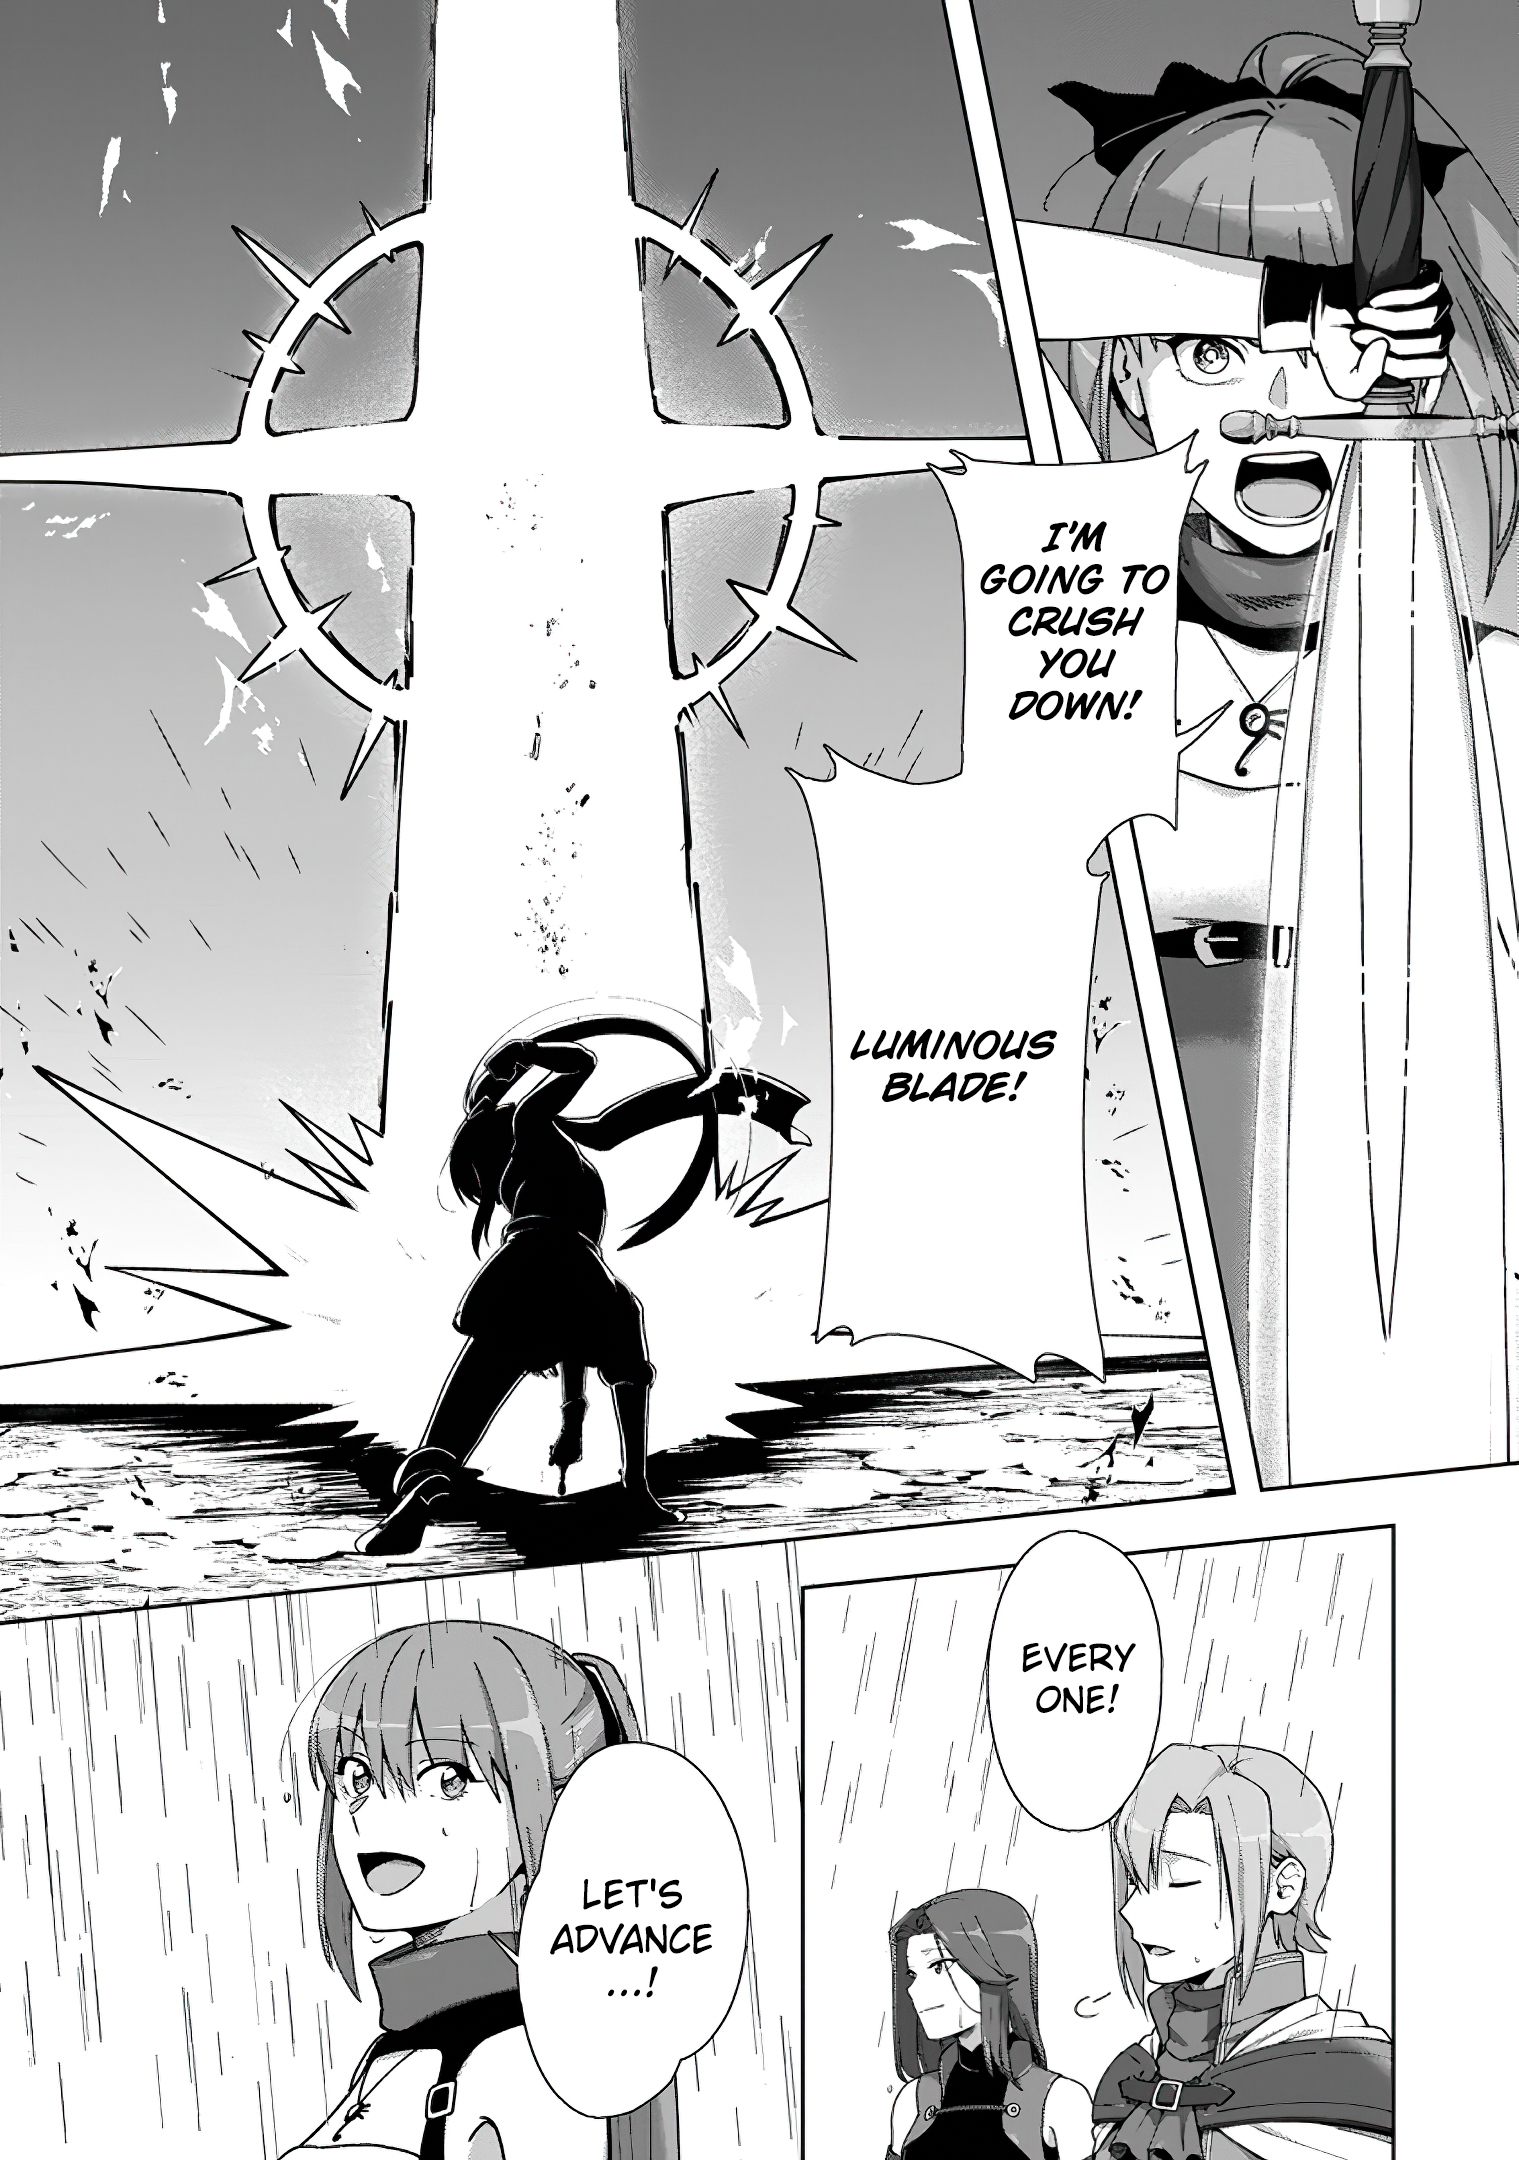 I'M
GOING TO
CRUSH
YOU
DOWN!
LUMINOUS
BLADE!
EVERY
ONE!
LET'S
ADVANCE
...!